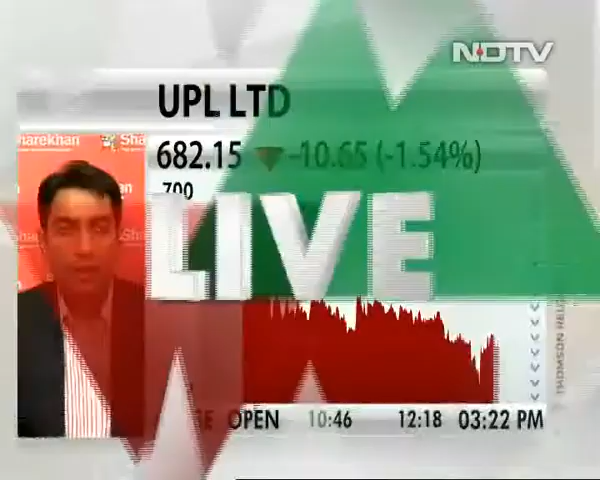 NDTV
UPL LTD
Sharekhan Sha
682.15 -10.65 (-1.54%)
700
LIVE
OPEN 10:46 12:18 03:22 PM
THOMSON